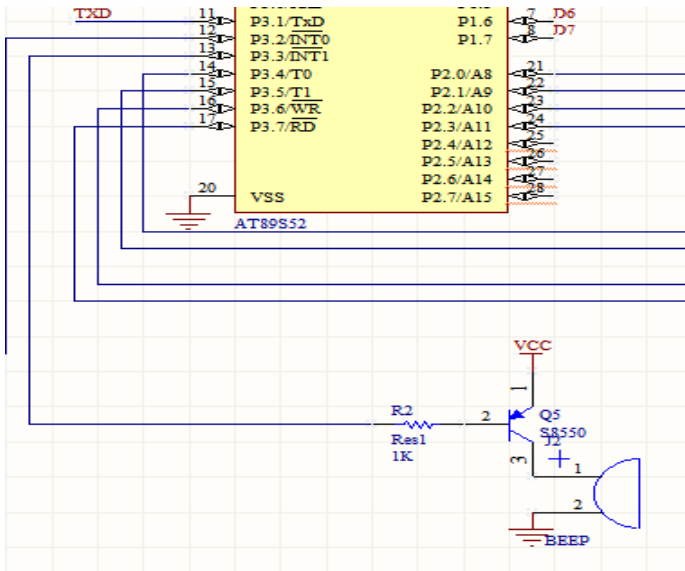 TXD
11 P3.1/TxD
12 P3.2/INT0
13 P3.3/INT1
14 P3.4/T0
15 P3.5/T1
16 P3.6/WR
17 P3.7/RD
20 VSS
P1.6 7 D6
P1.7 8 D7
P2.0/A8 21
P2.1/A9 22
P2.2/A10 23
P2.3/A11 24
P2.4/A12 25
P2.5/A13 26
P2.6/A14 27
P2.7/A15 28
AT89S52
VCC
1
R2
Res1
1K
2
Q5
S8550
J2
3
1
2
BEEP